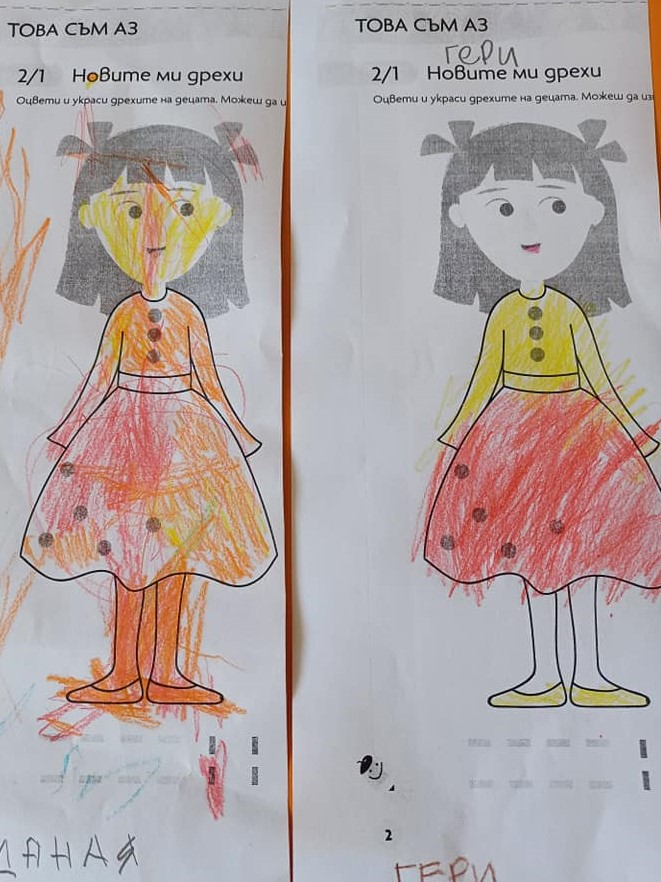 ТОВА СЪМ АЗ
2/1 Новите ми дрехи
Оцвети и украси дрехите на децата. Можеш да
ДАНАЯ
ТОВА СЪМ АЗ
ГЕРИ
2/1 Новите ми дрехи
Оцвети и украси дрехите на децата. Можеш да
2
ГЕРИ